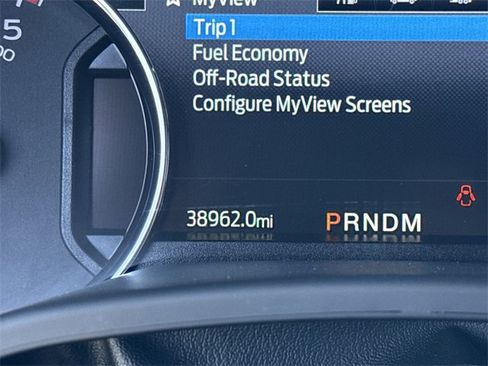 MyView
Trip 1
Fuel Economy
Off-Road Status
Configure MyView Screens
38962.0mi
PRNDM